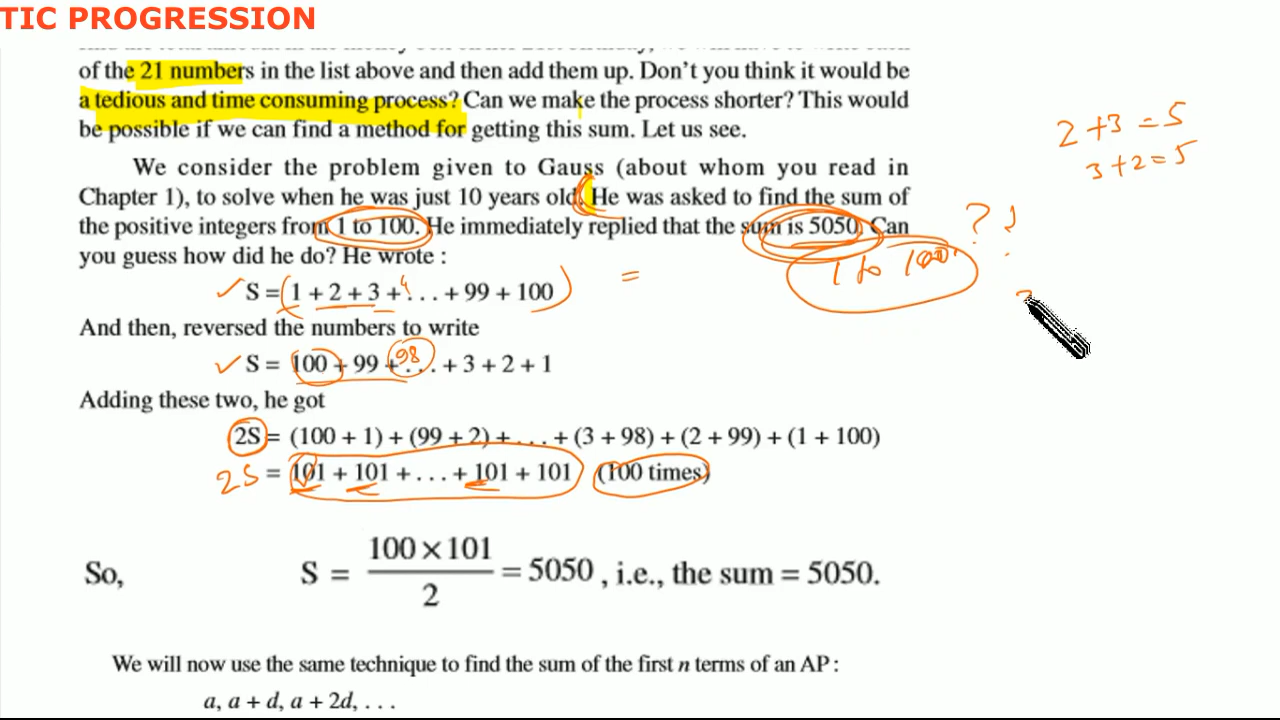 TIC PROGRESSION
of the 21 numbers in the list above and then add them up. Don't you think it would be
a tedious and time consuming process? Can we make the process shorter? This would
be possible if we can find a method for getting this sum. Let us see.
We consider the problem given to Gauss (about whom you read in
Chapter 1), to solve when he was just 10 years old. He was asked to find the sum of
the positive integers from 1 to 100. He immediately replied that the sum is 5050. Can
you guess how did he do? He wrote :
S = (1 + 2 + 3 + 4 . . . + 99 + 100) =
And then, reversed the numbers to write
S = 100 + 99 + 98 . . . + 3 + 2 + 1
Adding these two, he got
2S = (100 + 1) + (99 + 2) + . . . + (3 + 98) + (2 + 99) + (1 + 100)
2S = 101 + 101 + . . . + 101 + 101 (100 times)
So, S = 100 × 101 / 2 = 5050 , i.e., the sum = 5050.
We will now use the same technique to find the sum of the first n terms of an AP :
a, a + d, a + 2d, . . .
2 + 3 = 5
3 + 2 = 5
1 to 100. ? !